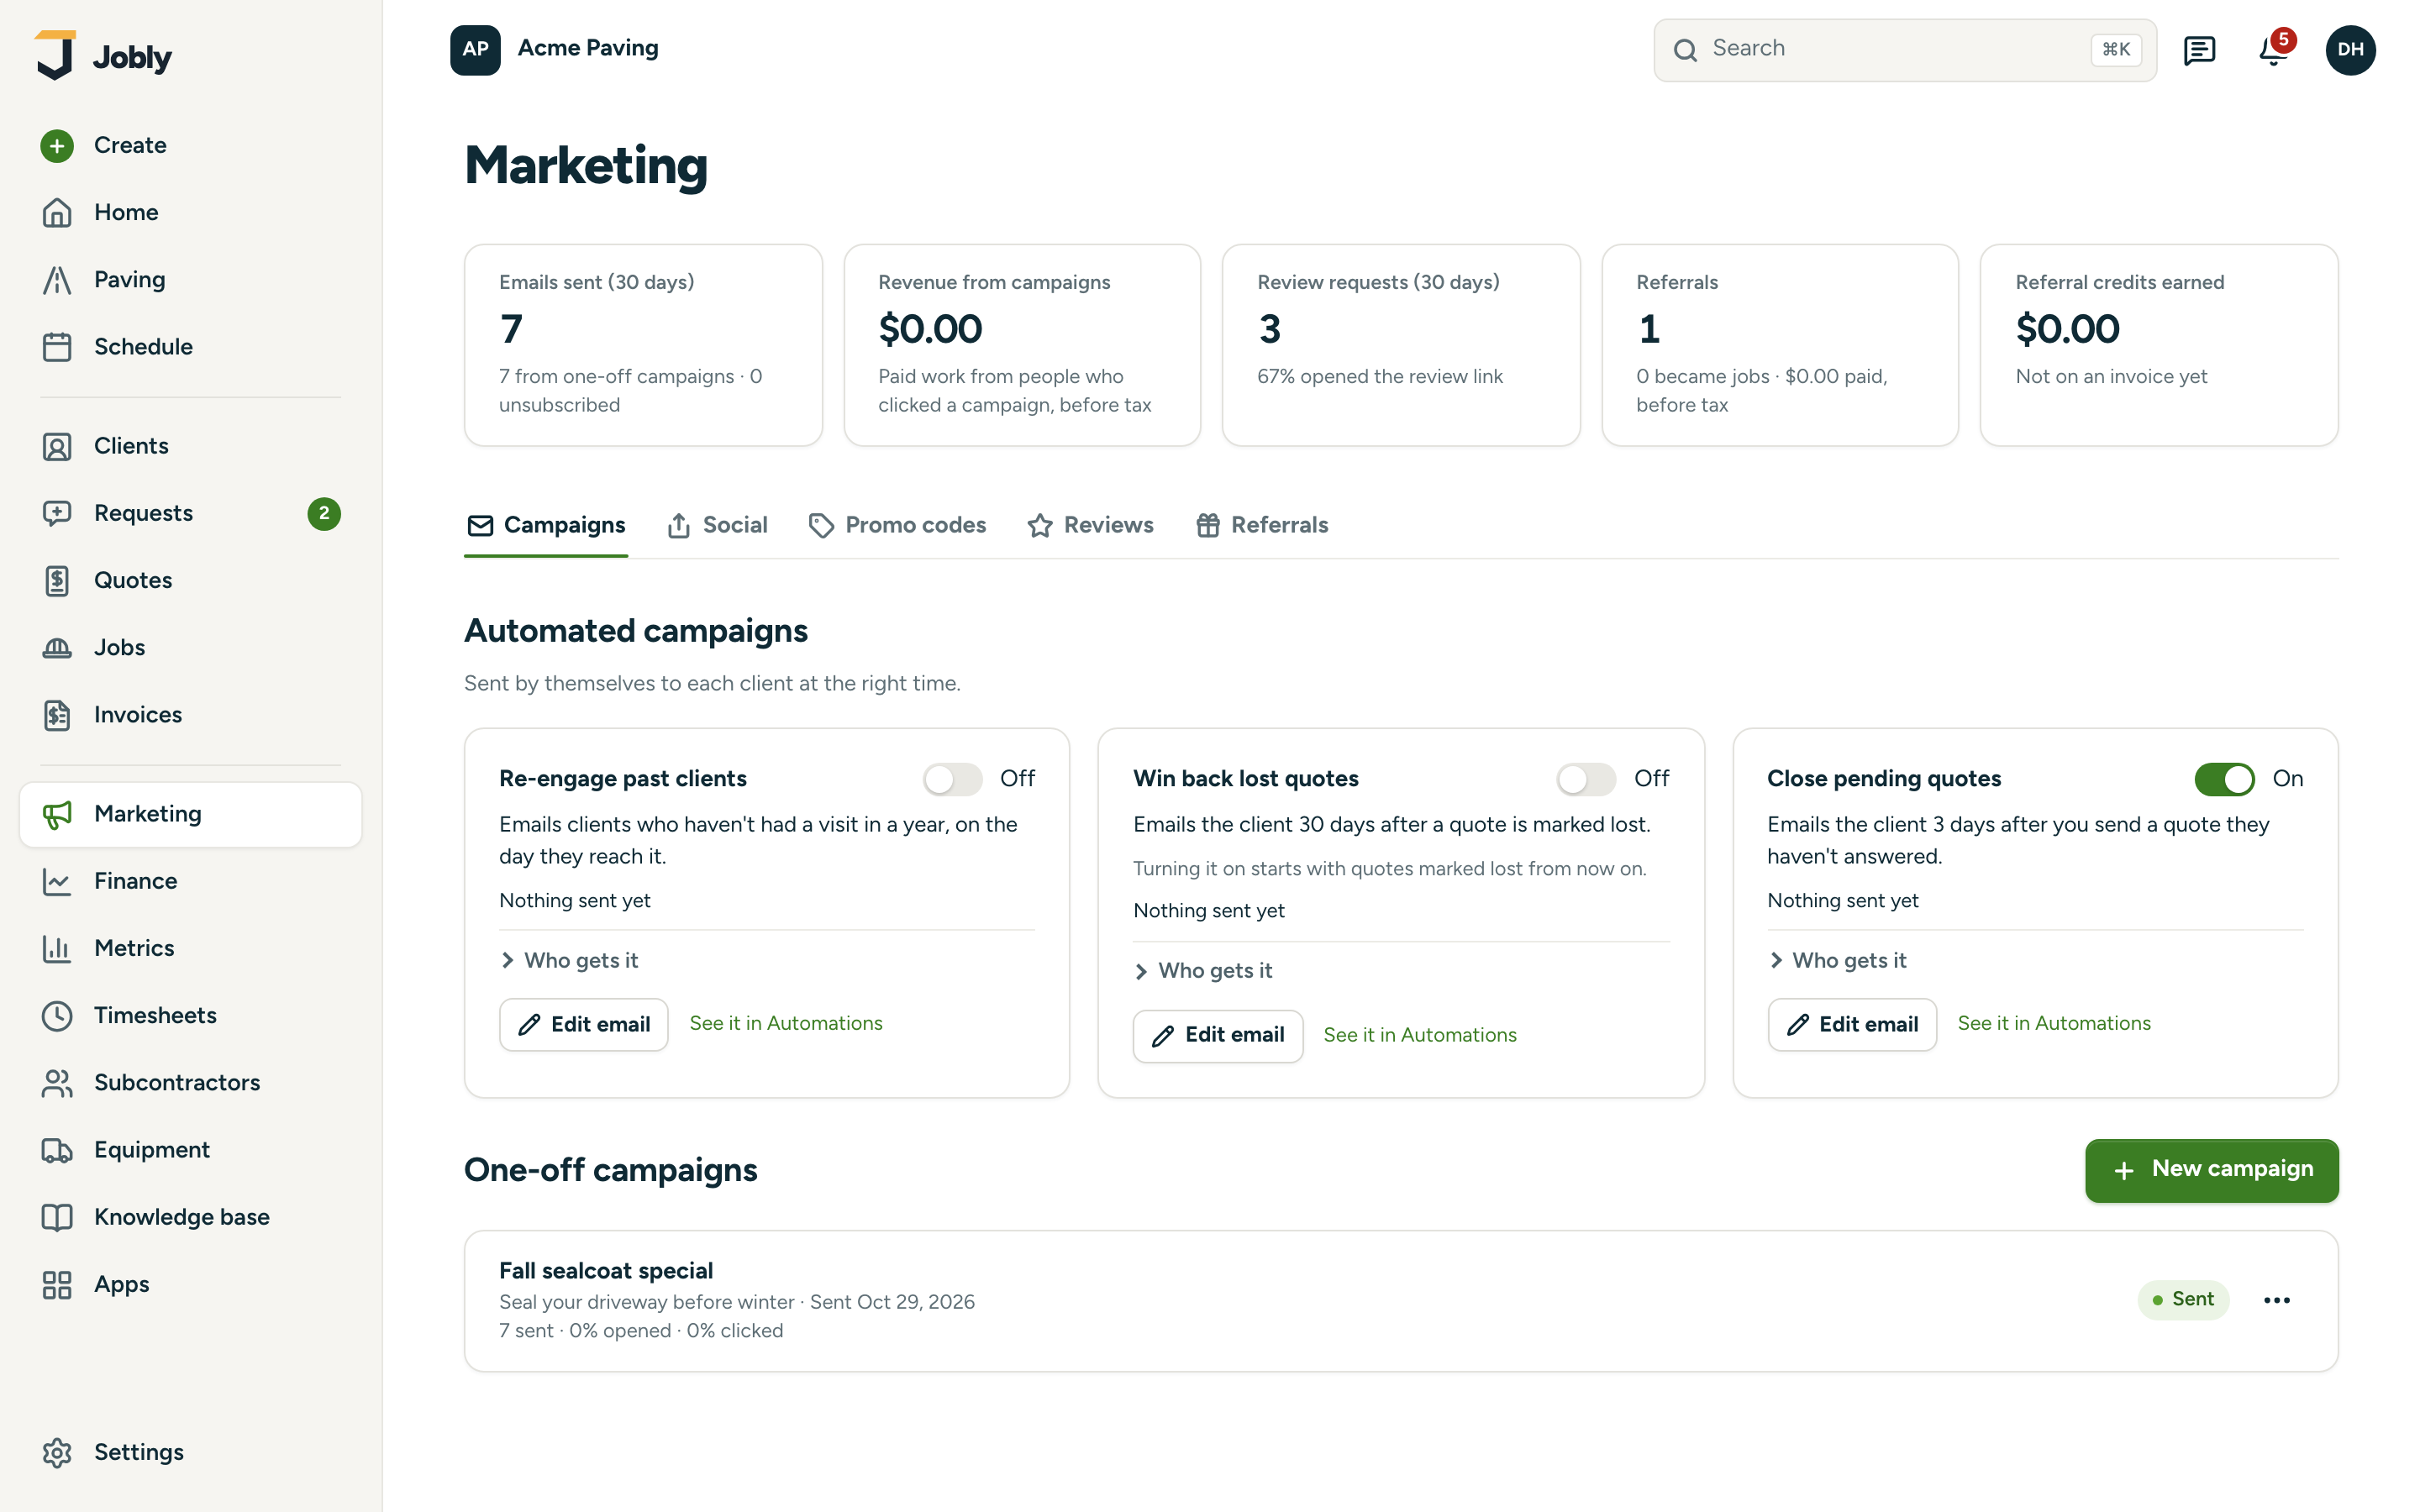 Jobly
Create
Home
Paving
Schedule
Clients
Requests
2
Quotes
Jobs
Invoices
Marketing
Finance
Metrics
Timesheets
Subcontractors
Equipment
Knowledge base
Apps
Settings
AP
Acme Paving
Search
⌘K
5
DH
Marketing
Emails sent (30 days)
7
7 from one-off campaigns · 0
unsubscribed
Revenue from campaigns
$0.00
Paid work from people who
clicked a campaign, before tax
Review requests (30 days)
3
67% opened the review link
Referrals
1
0 became jobs · $0.00 paid,
before tax
Referral credits earned
$0.00
Not on an invoice yet
Campaigns
Social
Promo codes
Reviews
Referrals
Automated campaigns
Sent by themselves to each client at the right time.
Re-engage past clients
Off
Emails clients who haven't had a visit in a year, on the
day they reach it.
Nothing sent yet
Who gets it
Edit email
See it in Automations
Win back lost quotes
Off
Emails the client 30 days after a quote is marked lost.
Turning it on starts with quotes marked lost from now on.
Nothing sent yet
Who gets it
Edit email
See it in Automations
Close pending quotes
On
Emails the client 3 days after you send a quote they
haven't answered.
Nothing sent yet
Who gets it
Edit email
See it in Automations
One-off campaigns
New campaign
Fall sealcoat special
Seal your driveway before winter · Sent Oct 29, 2026
7 sent · 0% opened · 0% clicked
Sent